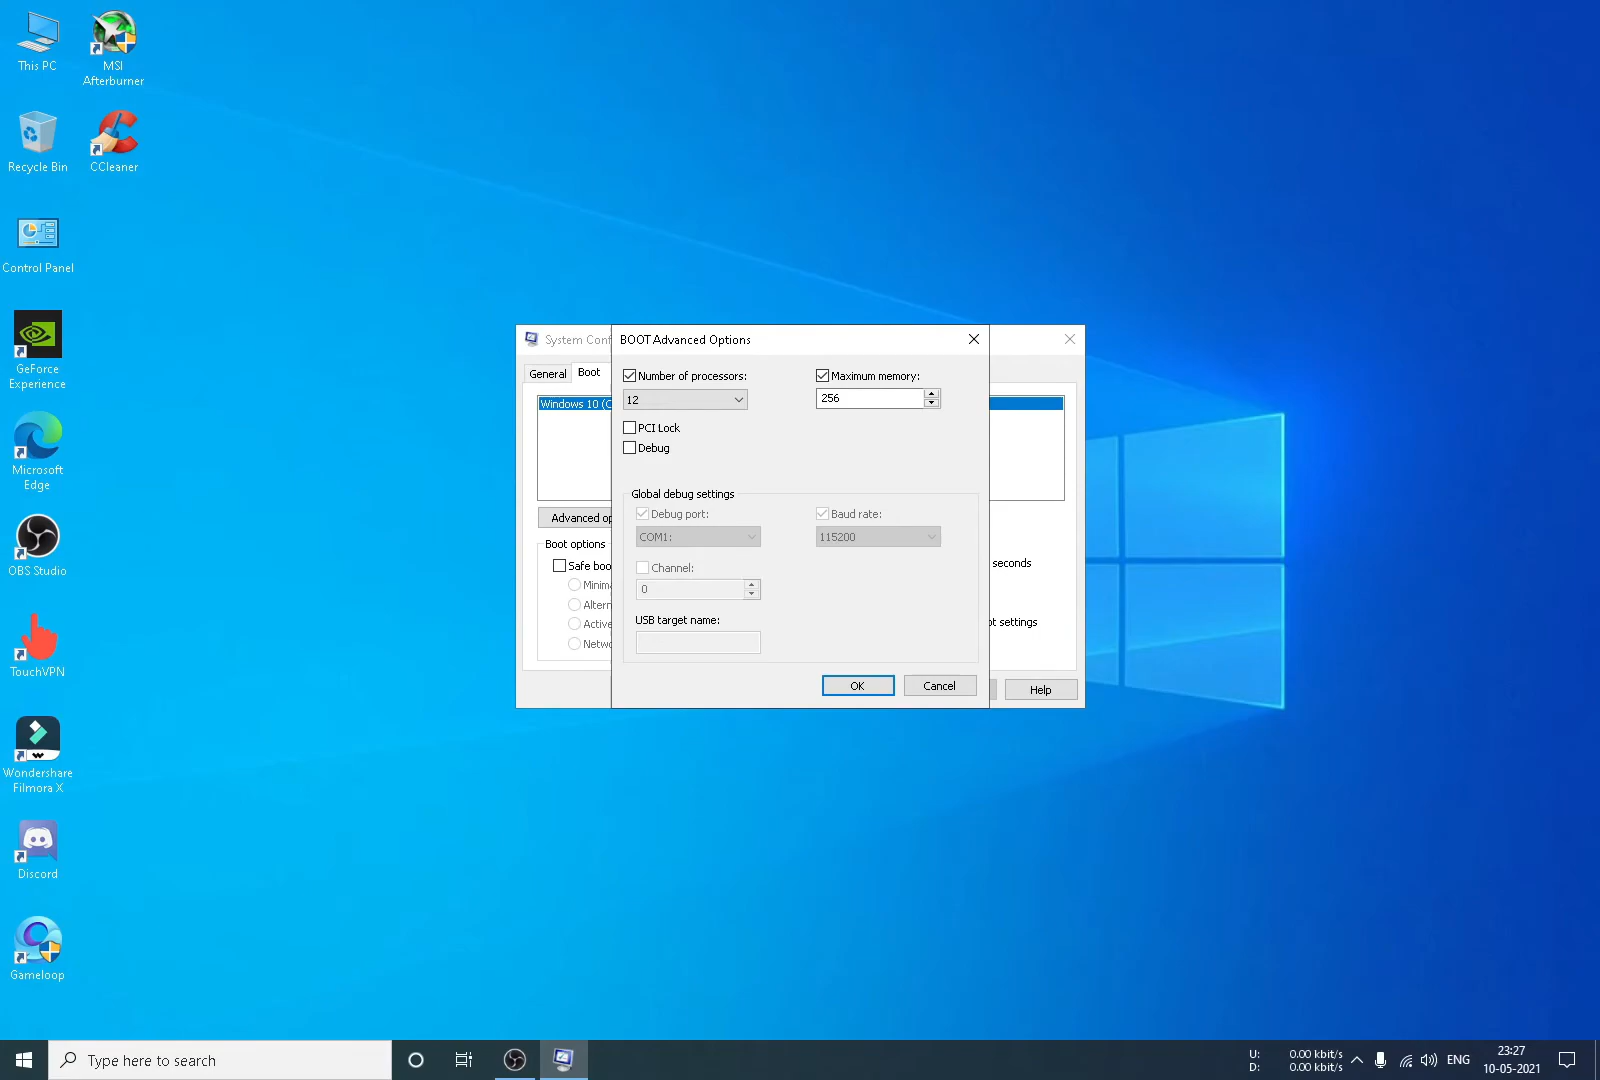 This PC
MSI
Afterburner
Recycle Bin
CCleaner
Control Panel
GeForce
Experience
Microsoft
Edge
OBS Studio
TouchVPN
Wondershare
Filmora X
Discord
Gameloop
System Conf
BOOT Advanced Options
General
Boot
Windows 10 (C
Number of processors:
12
Maximum memory:
256
PCI Lock
Debug
Advanced op
Global debug settings
Debug port:
COM1:
Baud rate:
115200
Channel:
0
USB target name:
Boot options
Safe boo
Minima
Altern
Active
Netwo
seconds
ot settings
OK
Cancel
Help
Type here to search
U: 0.00 kbit/s
D: 0.00 kbit/s
ENG
23:27
10-05-2021